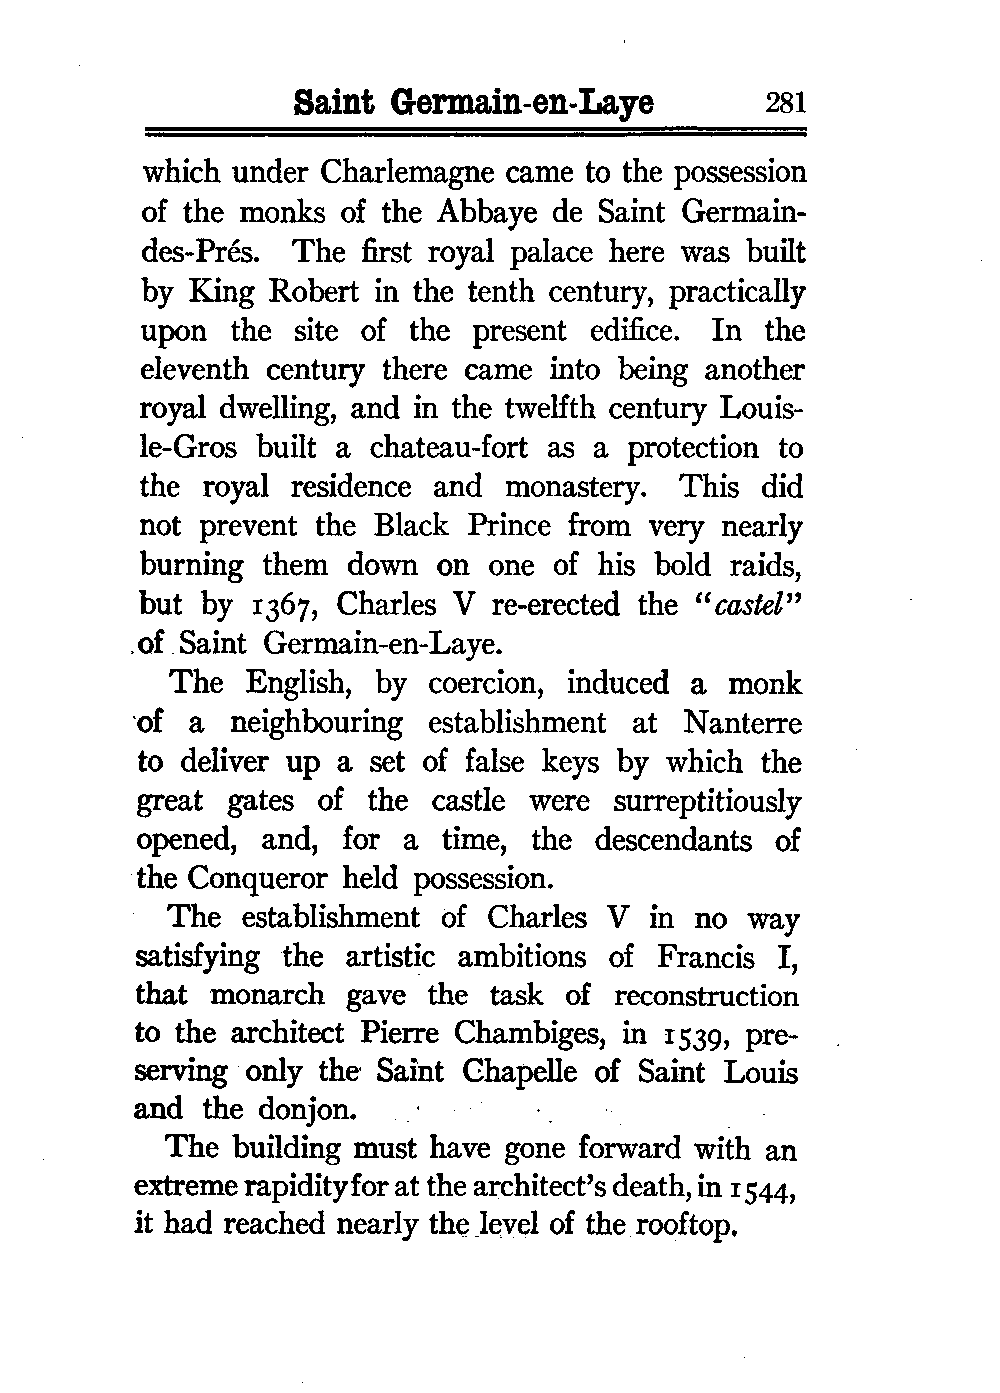 Saint Germain-en-Laye 281
which under Charlemagne came to the possession
of the monks of the Abbaye de Saint Germain-
des-Prés. The first royal palace here was built
by King Robert in the tenth century, practically
upon the site of the present edifice. In the
eleventh century there came into being another
royal dwelling, and in the twelfth century Louis-
le-Gros built a chateau-fort as a protection to
the royal residence and monastery. This did
not prevent the Black Prince from very nearly
burning them down on one of his bold raids,
but by 1367, Charles V re-erected the "castel"
of Saint Germain-en-Laye.
The English, by coercion, induced a monk
of a neighbouring establishment at Nanterre
to deliver up a set of false keys by which the
great gates of the castle were surreptitiously
opened, and, for a time, the descendants of
the Conqueror held possession.
The establishment of Charles V in no way
satisfying the artistic ambitions of Francis I,
that monarch gave the task of reconstruction
to the architect Pierre Chambiges, in 1539, pre-
serving only the Saint Chapelle of Saint Louis
and the donjon.
The building must have gone forward with an
extreme rapidity for at the architect's death, in 1544,
it had reached nearly the level of the rooftop.